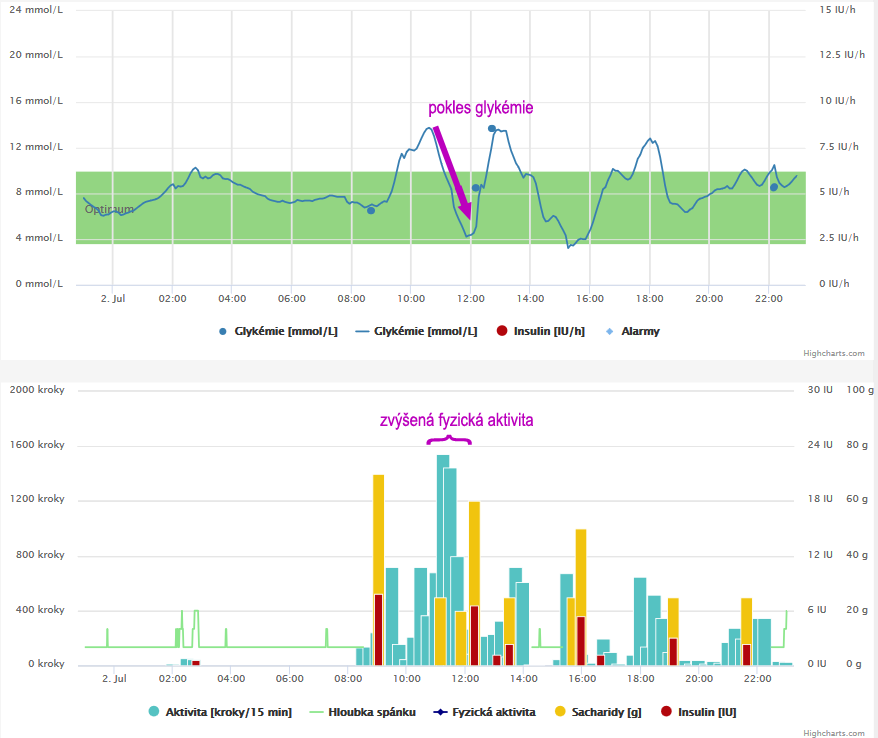 24 mmol/L
15 IU/h
20 mmol/L
12.5 IU/h
16 mmol/L
10 IU/h
pokles glykémie
12 mmol/L
7.5 IU/h
8 mmol/L
5 IU/h
Optimum
4 mmol/L
2.5 IU/h
0 mmol/L
0 IU/h
2. Jul 02:00 04:00 06:00 08:00 10:00 12:00 14:00 16:00 18:00 20:00 22:00
Glykémie [mmol/L] Glykémie [mmol/L] Insulin [IU/h] Alarmy
Highcharts.com
2000 kroky
30 IU 100 g
zvýšená fyzická aktivita
1600 kroky
24 IU 80 g
1200 kroky
18 IU 60 g
800 kroky
12 IU 40 g
400 kroky
6 IU 20 g
0 kroky
0 IU 0 g
2. Jul 02:00 04:00 06:00 08:00 10:00 12:00 14:00 16:00 18:00 20:00 22:00
Aktivita [kroky/15 min] Hloubka spánku Fyzická aktivita Sacharidy [g] Insulin [IU]
Highcharts.com